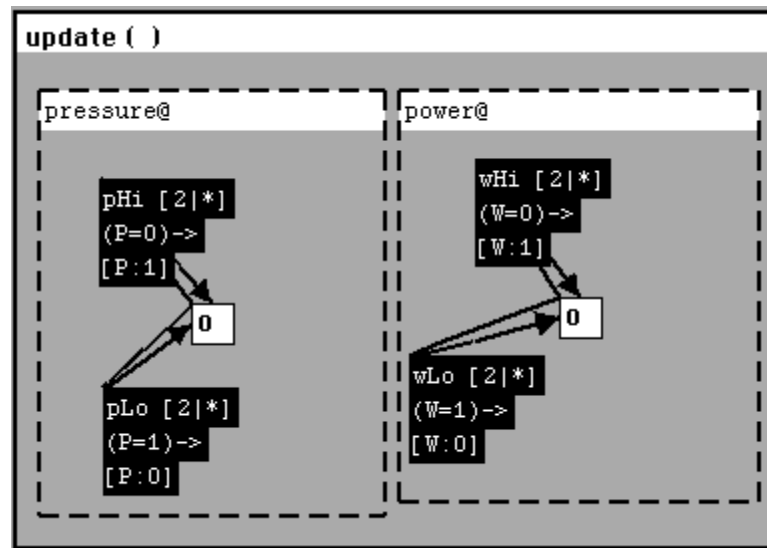 update ( )
pressure@
pHi [2|*]
(P=0)->
[P:1]
0
pLo [2|*]
(P=1)->
[P:0]
power@
wHi [2|*]
(W=0)->
[W:1]
0
wLo [2|*]
(W=1)->
[W:0]